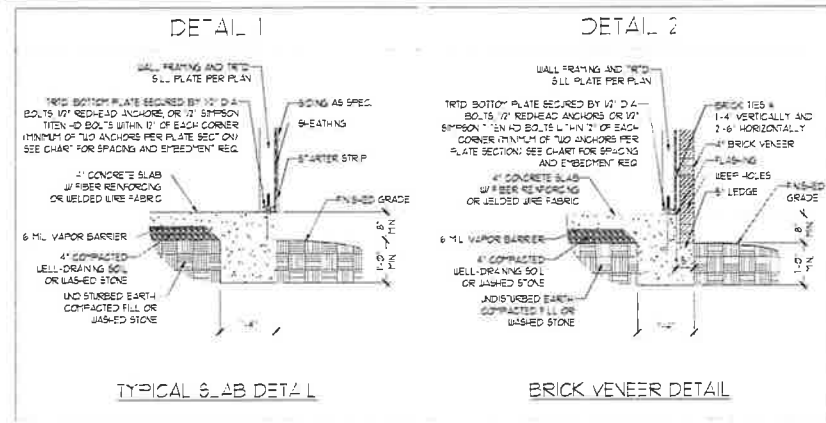 DETAIL 1
WALL FRAMING AND TRT'D
SILL PLATE PER PLAN
TRTD. BOTTOM PLATE SECURED BY 1/2" DIA
BOLTS, 1/2" REDHEAD ANCHORS, OR 1/2" SIMPSON
TITEN HD BOLTS WITHIN 12" OF EACH CORNER
(MINIMUM OF TWO ANCHORS PER PLATE SECTION)
SEE CHART FOR SPACING AND EMBEDMENT REQ.
SIDING AS SPEC.
SHEATHING
STARTER STRIP
4" CONCRETE SLAB
W/ FIBER REINFORCING
OR WELDED WIRE FABRIC
FINISHED GRADE
8"
MIN
6 MIL VAPOR BARRIER
4" COMPACTED
WELL-DRAINING SOIL
OR WASHED STONE
1'-0"
MIN
UNDISTURBED EARTH
COMPACTED FILL OR
WASHED STONE
TYPICAL SLAB DETAIL
DETAIL 2
WALL FRAMING AND TRT'D
SILL PLATE PER PLAN
TRTD. BOTTOM PLATE SECURED BY 1/2" DIA
BOLTS, 1/2" REDHEAD ANCHORS, OR 1/2"
SIMPSON TITEN HD BOLTS WITHIN 12" OF EACH
CORNER (MINIMUM OF TWO ANCHORS PER
PLATE SECTION) SEE CHART FOR SPACING
AND EMBEDMENT REQ.
BRICK TIES @
1'-4" VERTICALLY AND
2'-6" HORIZONTALLY
4" BRICK VENEER
FLASHING
WEEP HOLES
LEDGE
FINISHED
GRADE
4" CONCRETE SLAB
W/ FIBER REINFORCING
OR WELDED WIRE FABRIC
8"
MIN
6 MIL VAPOR BARRIER
4" COMPACTED
WELL-DRAINING SOIL
OR WASHED STONE
1'-0"
MIN
UNDISTURBED EARTH
COMPACTED FILL OR
WASHED STONE
BRICK VENEER DETAIL